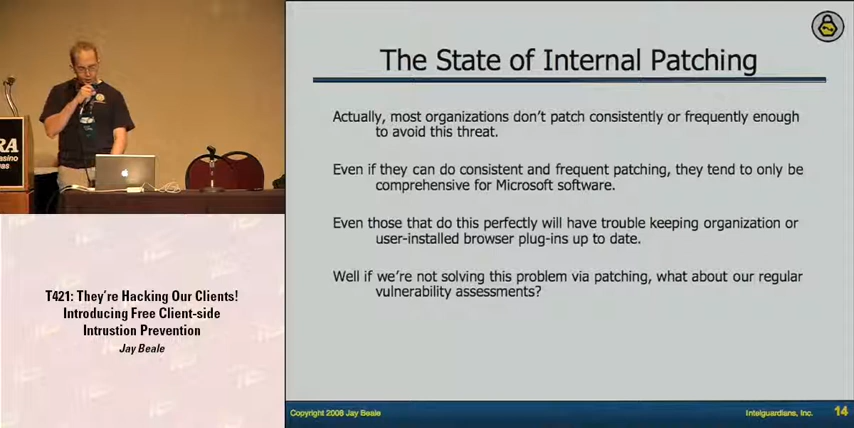 RA
asino
as
T421: They're Hacking Our Clients!
Introducing Free Client-side
Intrustion Prevention
Jay Beale
The State of Internal Patching
Actually, most organizations don't patch consistently or frequently enough
to avoid this threat.
Even if they can do consistent and frequent patching, they tend to only be
comprehensive for Microsoft software.
Even those that do this perfectly will have trouble keeping organization or
user-installed browser plug-ins up to date.
Well if we're not solving this problem via patching, what about our regular
vulnerability assessments?
Copyright 2008 Jay Beale
Intelguardians, Inc.
14